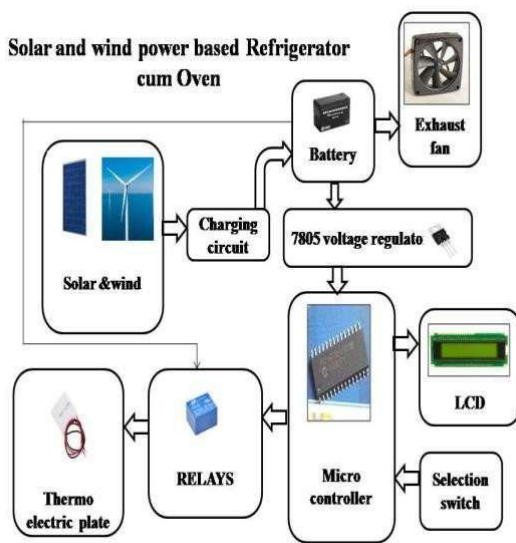 Solar and wind power based Refrigerator
cum Oven
Exhaust
fan
Battery
Charging
circuit
7805 voltage regulato
Solar &wind
LCD
RELAYS
Micro
controller
Selection
switch
Thermo
electric plate